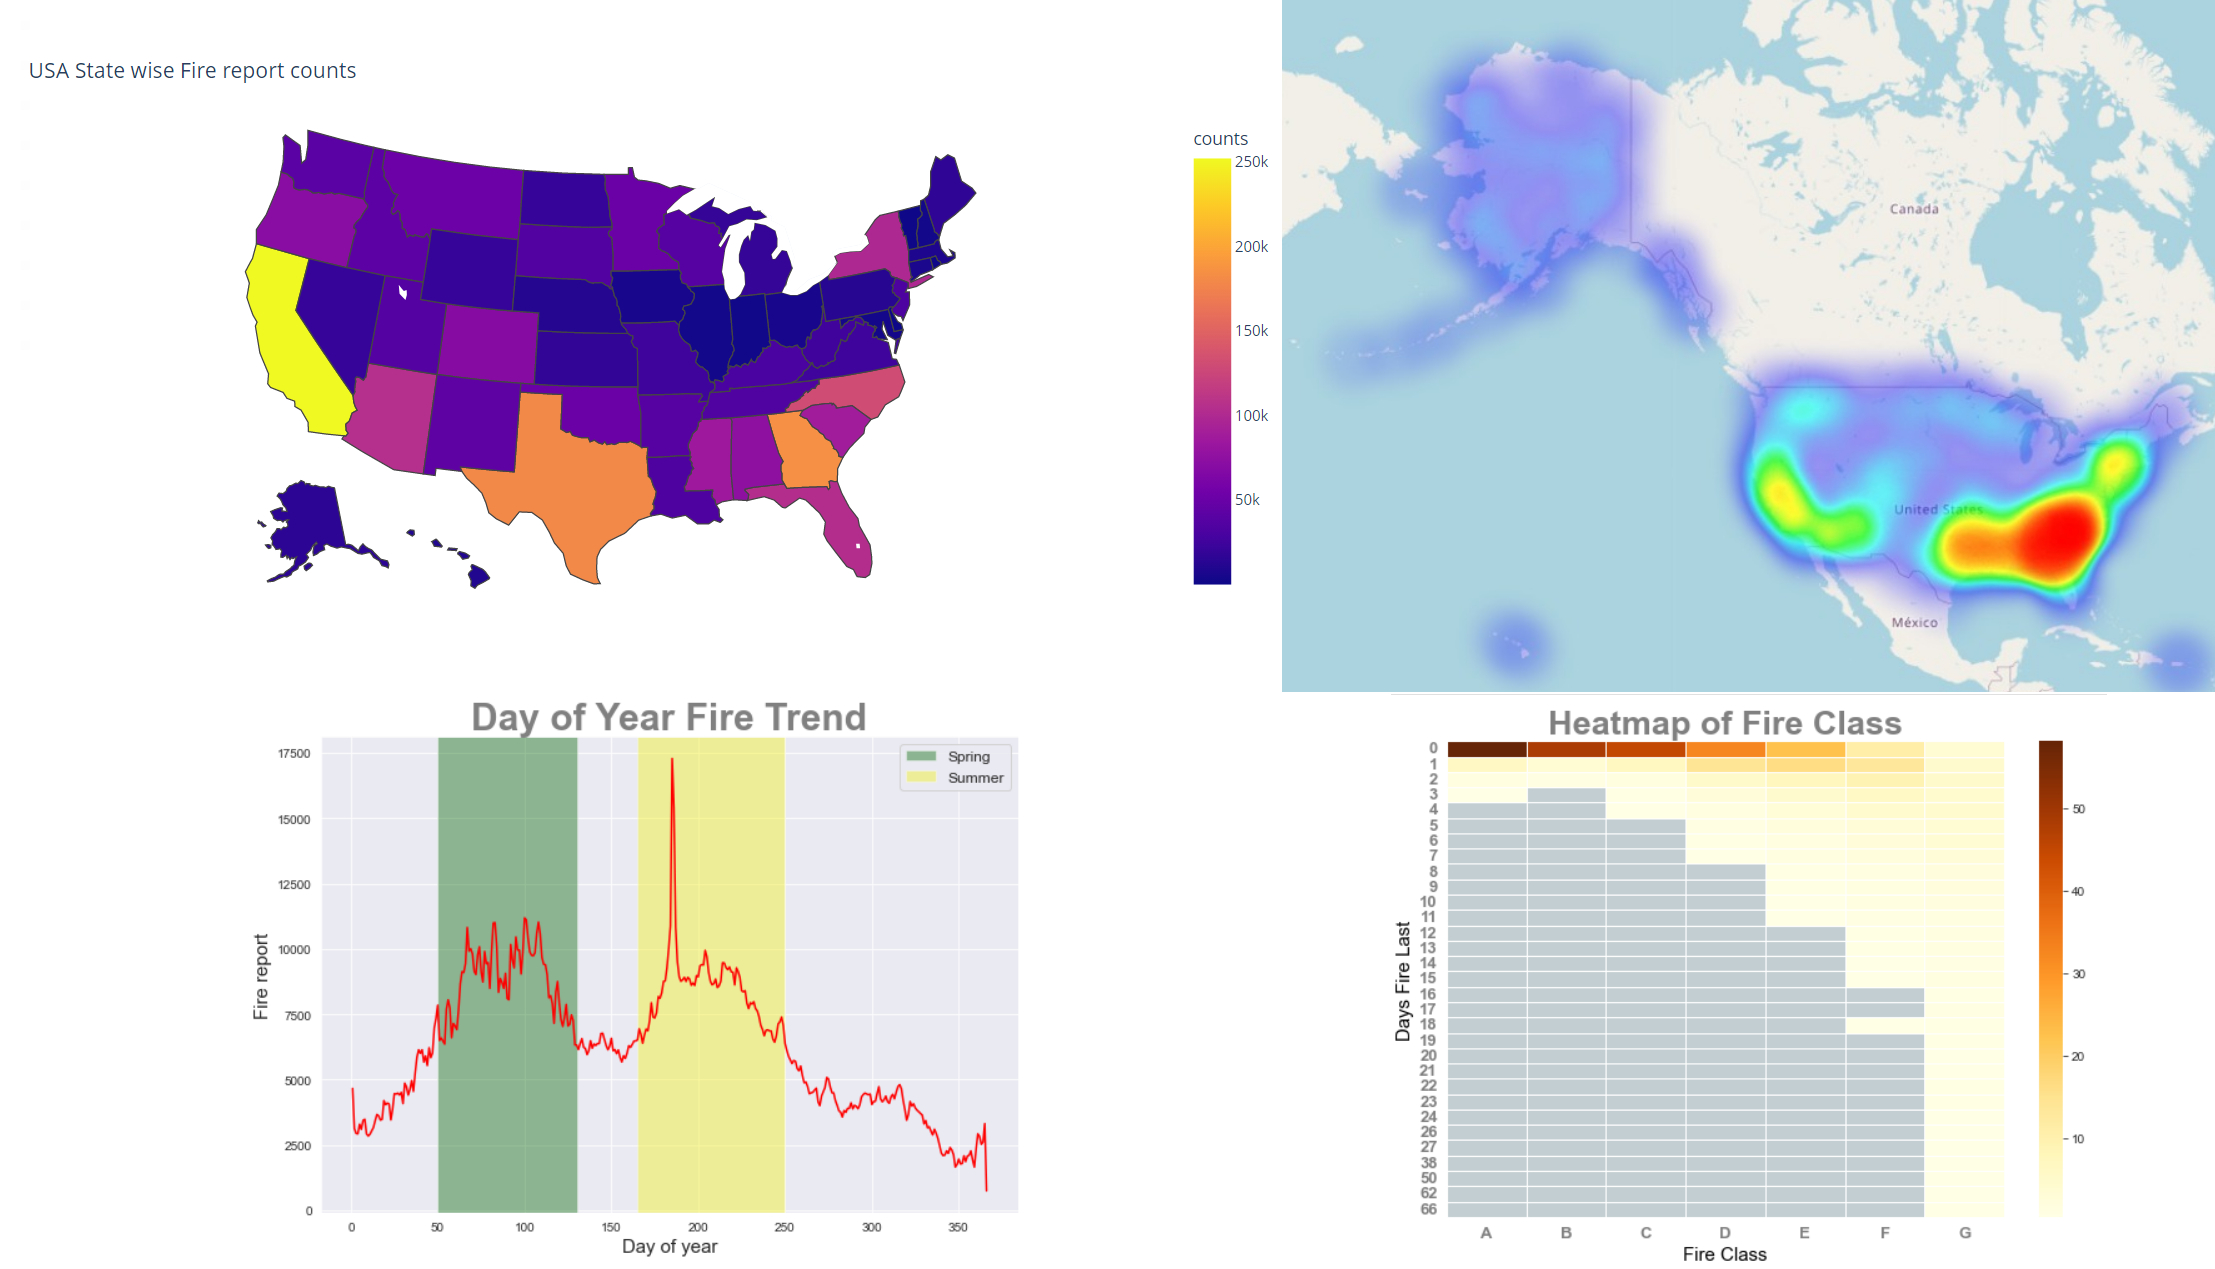 USA State wise Fire report counts
counts
250k
200k
150k
100k
50k
Canada
United States
México
Day of Year Fire Trend
17500
15000
12500
10000
7500
5000
2500
0
Fire report
Spring
Summer
0 50 100 150 200 250 300 350
Day of year
Heatmap of Fire Class
0
1
2
3
4
5
6
7
8
9
10
11
12
13
14
15
16
17
18
19
20
21
22
23
24
26
27
38
50
62
66
Days Fire Last
A B C D E F G
Fire Class
50
40
30
20
10